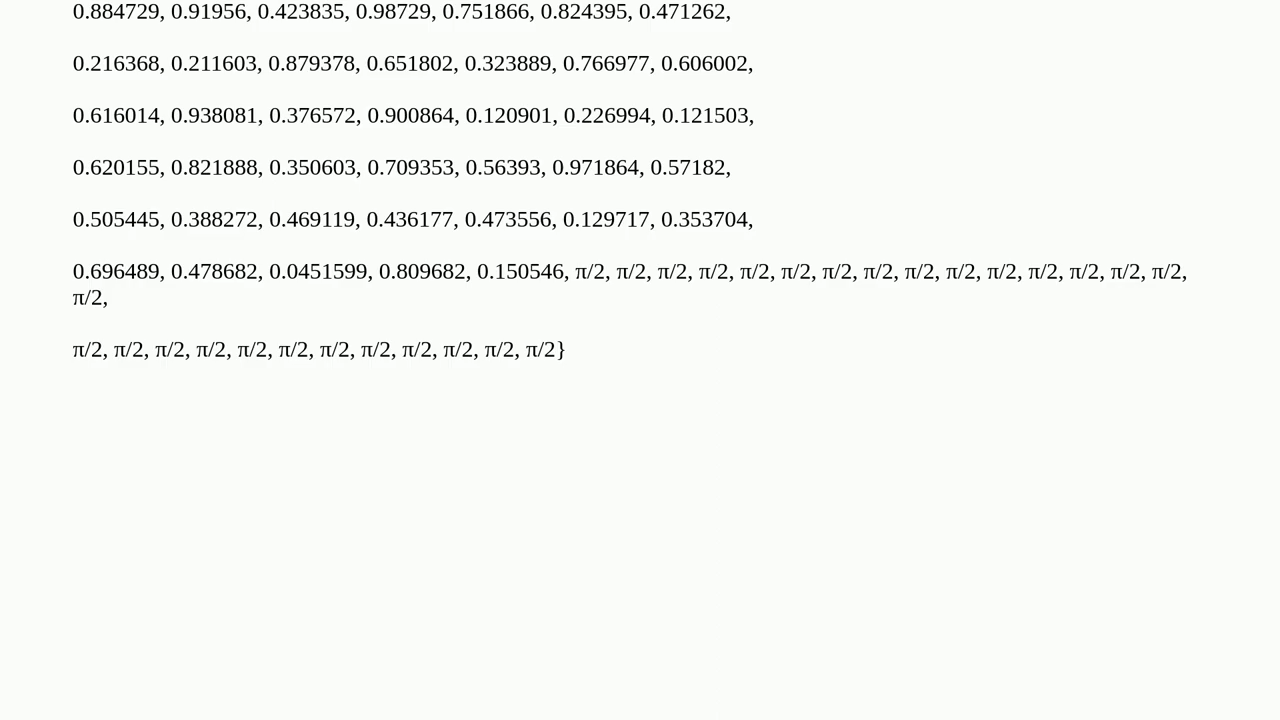 0.884729, 0.91956, 0.423835, 0.98729, 0.751866, 0.824395, 0.471262,
0.216368, 0.211603, 0.879378, 0.651802, 0.323889, 0.766977, 0.606002,
0.616014, 0.938081, 0.376572, 0.900864, 0.120901, 0.226994, 0.121503,
0.620155, 0.821888, 0.350603, 0.709353, 0.56393, 0.971864, 0.57182,
0.505445, 0.388272, 0.469119, 0.436177, 0.473556, 0.129717, 0.353704,
0.696489, 0.478682, 0.0451599, 0.809682, 0.150546, π/2, π/2, π/2, π/2, π/2, π/2, π/2, π/2, π/2, π/2, π/2, π/2, π/2, π/2, π/2,
π/2,
π/2, π/2, π/2, π/2, π/2, π/2, π/2, π/2, π/2, π/2, π/2, π/2}